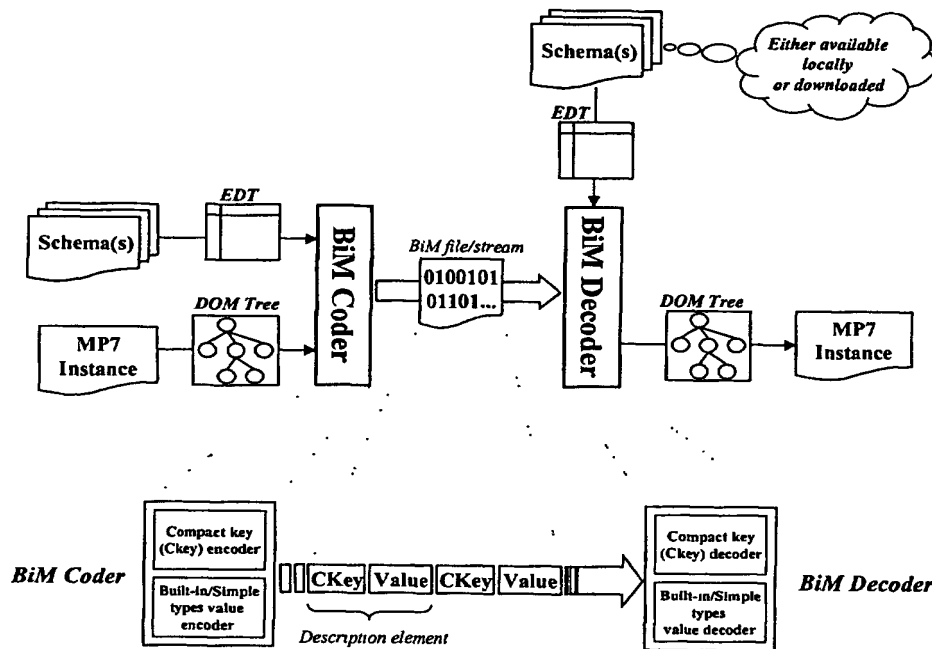 Schema(s)
Either available
locally
or downloaded
EDT
EDT
Schema(s)
BiM Coder
BiM file/stream
0100101
01101...
BiM Decoder
DOM Tree
MP7
Instance
DOM Tree
MP7
Instance
Compact key
(Ckey) encoder
Built-in/Simple
types value
encoder
BiM Coder
CKey
Value
CKey
Value
Description element
Compact key
(Ckey) decoder
Built-in/Simple
types
value decoder
BiM Decoder